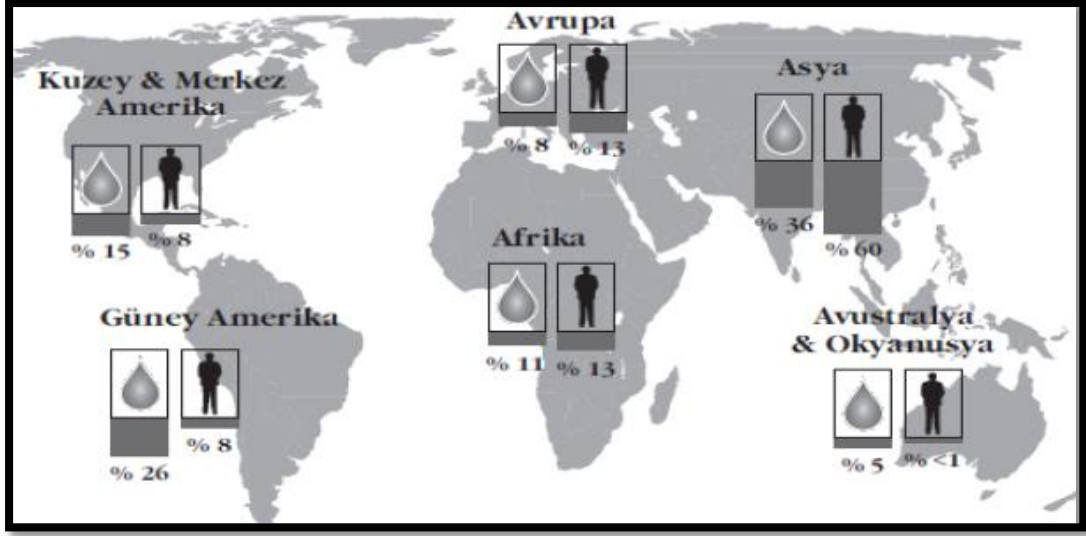 Avrupa
% 8 % 13
Kuzey & Merkez
Amerika
% 15 % 8
Asya
% 36 % 60
Afrika
% 11 % 13
Güney Amerika
% 26 % 8
Avustralya
& Okyanusya
% 5 % <1